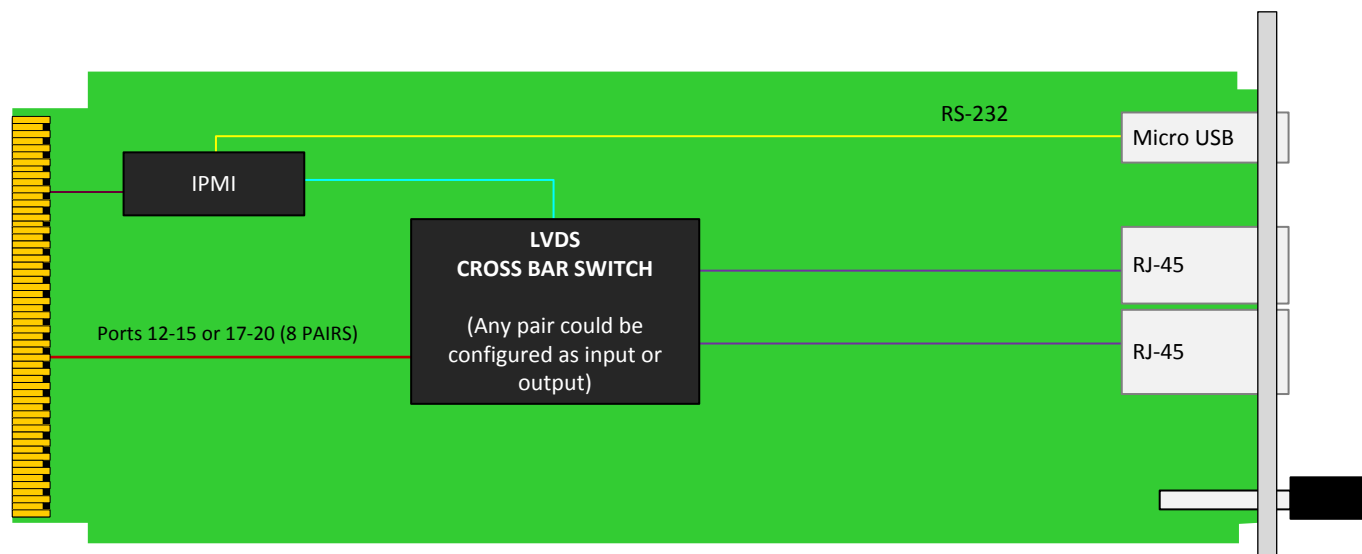 RS-232
Micro USB
IPMI
LVDS
CROSS BAR SWITCH
(Any pair could be
configured as input or
output)
RJ-45
Ports 12-15 or 17-20 (8 PAIRS)
RJ-45